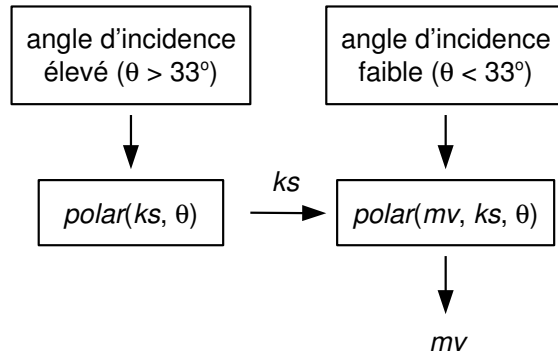 angle d'incidence
élevé (θ > 33°)
angle d'incidence
faible (θ < 33°)
polar(ks, θ)
ks
polar(mv, ks, θ)
mv